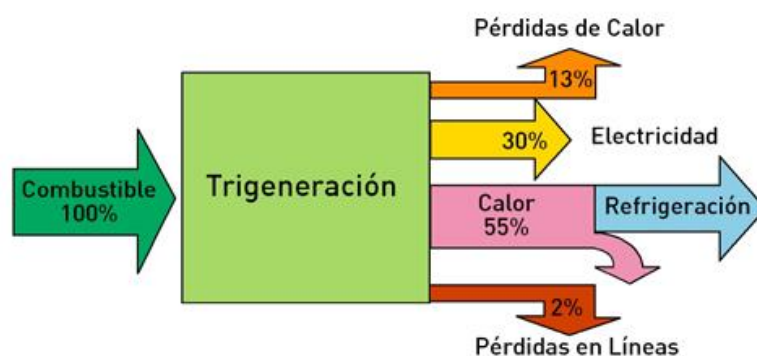 Pérdidas de Calor
13%
30%
Electricidad
Combustible
100%
Trigeneración
Calor
55%
Refrigeración
2%
Pérdidas en Líneas